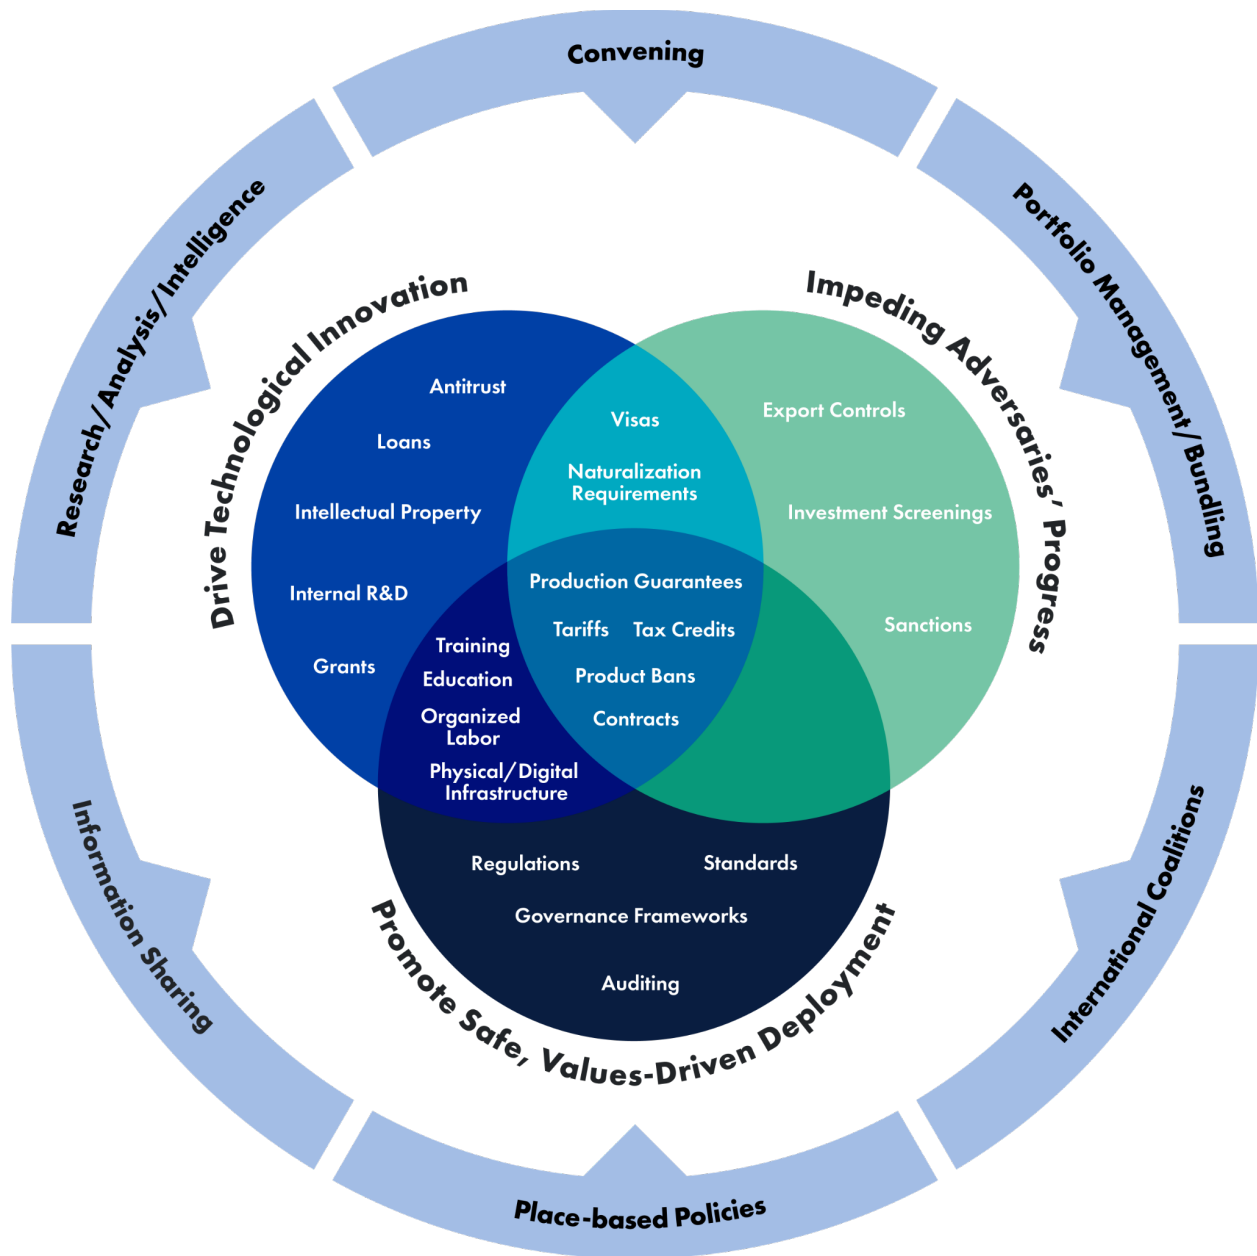 Convening
Research/Analysis/Intelligence
Portfolio Management/Bundling
Drive Technological Innovation
Impeding Adversaries’ Progress
Antitrust
Loans
Intellectual Property
Internal R&D
Grants
Visas
Naturalization
Requirements
Export Controls
Investment Screenings
Sanctions
Production Guarantees
Tariffs
Tax Credits
Product Bans
Contracts
Training
Education
Organized
Labor
Physical/Digital
Infrastructure
Regulations
Standards
Governance Frameworks
Auditing
Promote Safe, Values-Driven Deployment
Information Sharing
International Coalitions
Place-based Policies